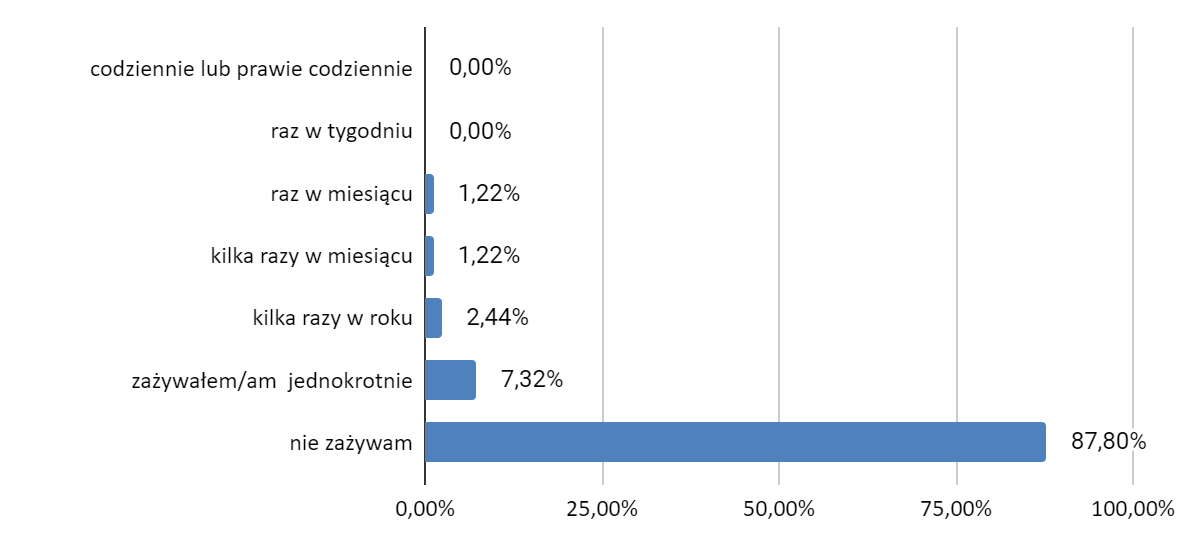 codziennie lub prawie codziennie 0,00%
raz w tygodniu 0,00%
raz w miesiącu 1,22%
kilka razy w miesiącu 1,22%
kilka razy w roku 2,44%
zażywałem/am  jednokrotnie 7,32%
nie zażywam 87,80%
0,00% 25,00% 50,00% 75,00% 100,00%